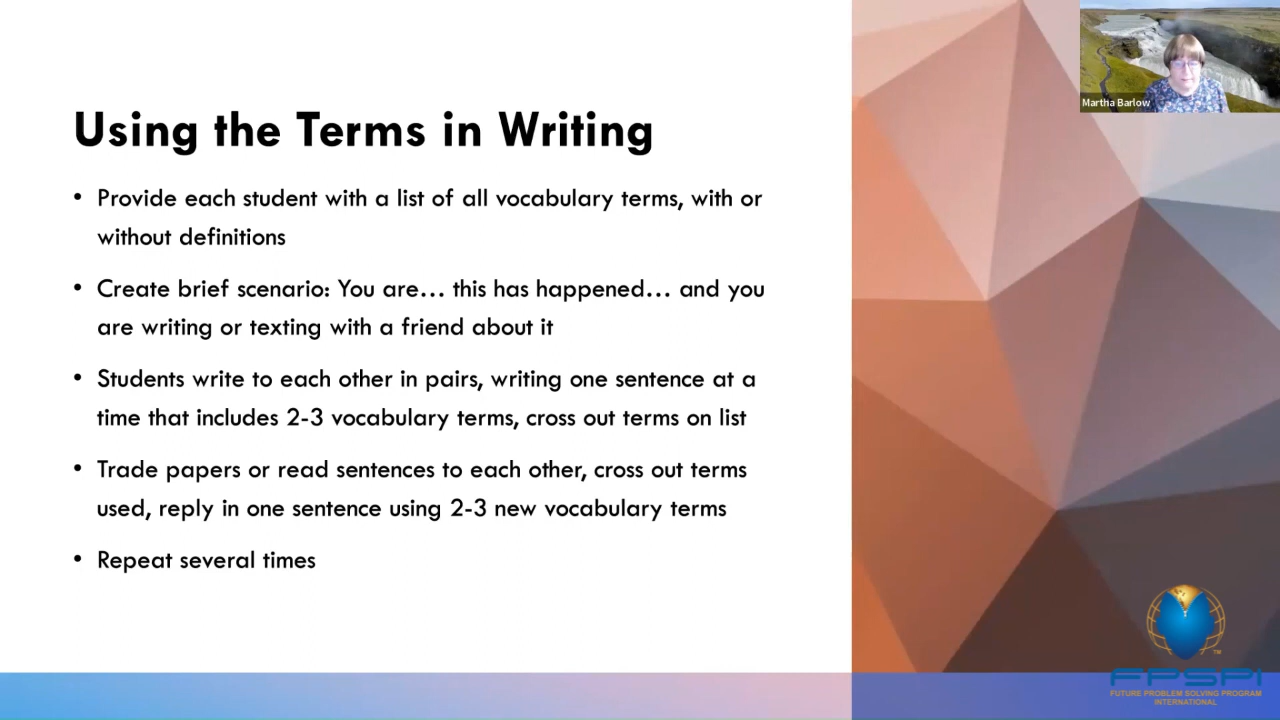 Martha Barlow
Using the Terms in Writing
• Provide each student with a list of all vocabulary terms, with or
without definitions
• Create brief scenario: You are… this has happened… and you
are writing or texting with a friend about it
• Students write to each other in pairs, writing one sentence at a
time that includes 2-3 vocabulary terms, cross out terms on list
• Trade papers or read sentences to each other, cross out terms
used, reply in one sentence using 2-3 new vocabulary terms
• Repeat several times
TM
FPSPI
FUTURE PROBLEM SOLVING PROGRAM
INTERNATIONAL